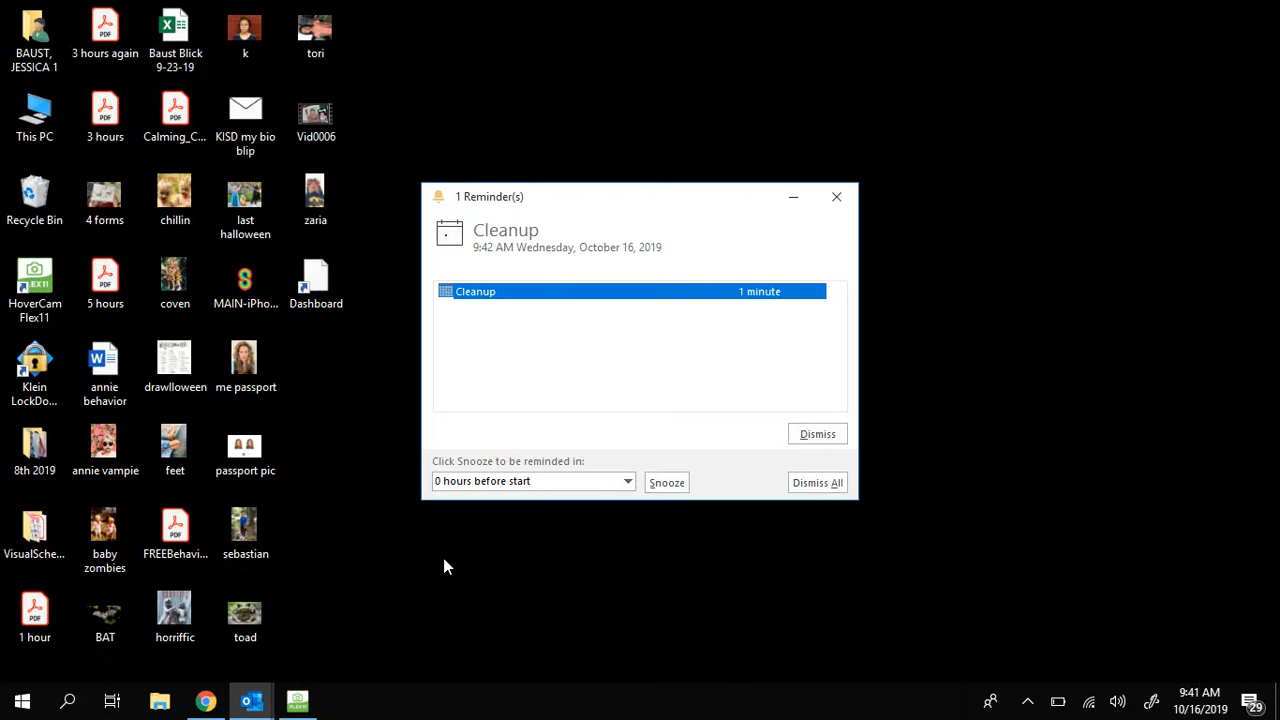 BAUST,
JESSICA 1
3 hours again
Baust Blick
9-23-19
k
tori
This PC
3 hours
Calming_C...
KISD my bio
blip
Vid0006
Recycle Bin
4 forms
chillin
last
halloween
zaria
HoverCam
Flex11
5 hours
coven
MAIN-iPho...
Dashboard
Klein
LockDo...
annie
behavior
drawlloween
me passport
8th 2019
annie vampie
feet
passport pic
VisualSche...
baby
zombies
FREEBehavi...
sebastian
1 hour
BAT
horriffic
toad
1 Reminder(s)
Cleanup
9:42 AM Wednesday, October 16, 2019
Cleanup 1 minute
Dismiss
Click Snooze to be reminded in:
0 hours before start Snooze Dismiss All
9:41 AM
10/16/2019
29